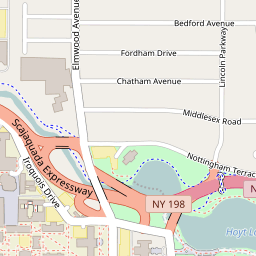 Bedford Avenue
Elmwood Avenue
Fordham Drive
Lincoln Parkway
Chatham Avenue
Middlesex Road
Scajaquada Expressway
Nottingham Terrace
Iroquois Drive
NY 198
N
Hoyt L